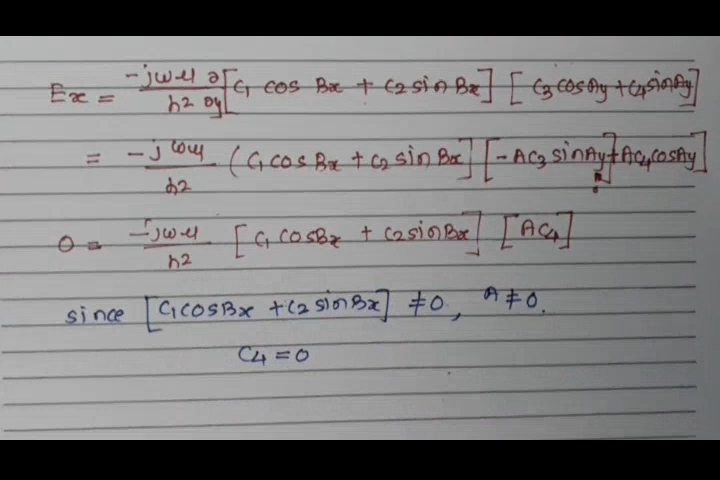 Ex = -jωμ/h2 ∂/∂y [C1 cos Bx + C2 sin Bx] [C3 cos Ay + C4 sin Ay]
= -jωμ/h2 (C1 cos Bx + C2 sin Bx] [-AC3 sin Ay + AC4 cos Ay]
0 = -jωμ/h2 [C1 cos Bx + C2 sin Bx] [AC4]
since [C1 cos Bx + C2 sin Bx] ≠ 0, A ≠ 0.
C4 = 0